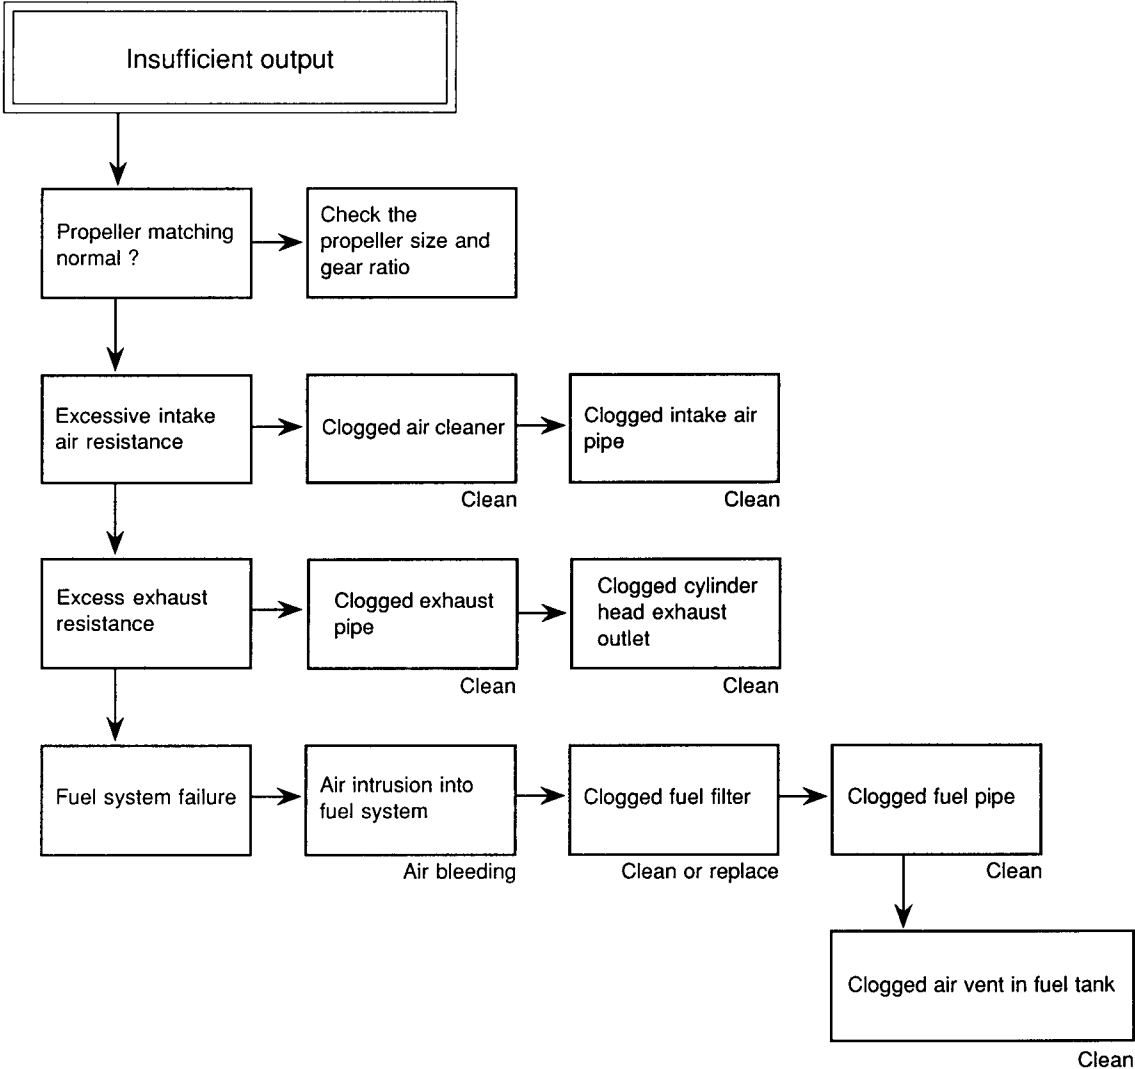 Insufficient output
Propeller matching
normal ?
Check the
propeller size and
gear ratio
Excessive intake
air resistance
Clogged air cleaner
Clean
Clogged intake air
pipe
Clean
Excess exhaust
resistance
Clogged exhaust
pipe
Clean
Clogged cylinder
head exhaust
outlet
Clean
Fuel system failure
Air intrusion into
fuel system
Air bleeding
Clogged fuel filter
Clean or replace
Clogged fuel pipe
Clean
Clogged air vent in fuel tank
Clean